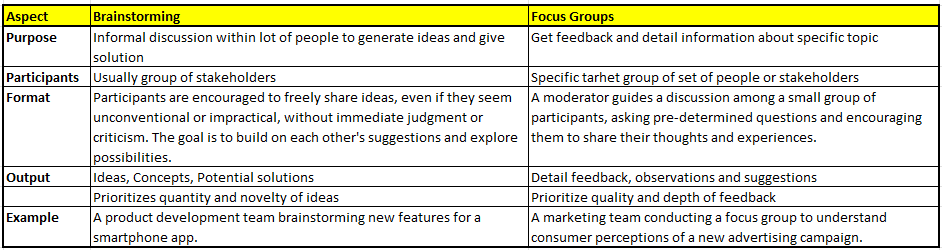 Aspect Brainstorming Focus Groups
Purpose Informal discussion within lot of people to generate ideas and give Get feedback and detail information about specific topic
solution
Participants Usually group of stakeholders Specific tarhet group of set of people or stakeholders
Format Participants are encouraged to freely share ideas, even if they seem A moderator guides a discussion among a small group of
unconventional or impractical, without immediate judgment or participants, asking pre-determined questions and encouraging
criticism. The goal is to build on each other's suggestions and explore them to share their thoughts and experiences.
possibilities.
Output Ideas, Concepts, Potential solutions Detail feedback, observations and suggestions
Prioritizes quantity and novelty of ideas Prioritize quality and depth of feedback
Example A product development team brainstorming new features for a A marketing team conducting a focus group to understand
smartphone app. consumer perceptions of a new advertising campaign.